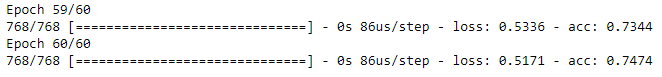 Epoch 59/60
768/768 [==============================] - 0s 86us/step - loss: 0.5336 - acc: 0.7344
Epoch 60/60
768/768 [==============================] - 0s 86us/step - loss: 0.5171 - acc: 0.7474